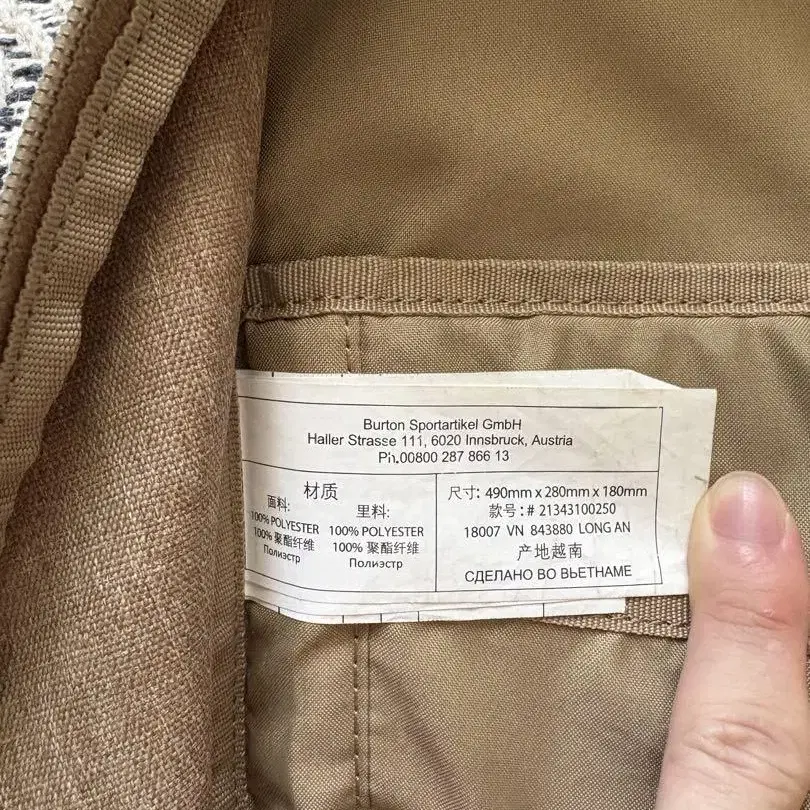 Burton Sportartikel GmbH
Haller Strasse 111, 6020 Innsbruck, Austria
Ph.00800 287 866 13
材质
面料:
100% POLYESTER
100% 聚酯纤维
Полиэстр
里料:
100% POLYESTER
100% 聚酯纤维
Полиэстр
尺寸: 490mm x 280mm x 180mm
款号: # 21343100250
18007 VN 843880 LONG AN
产地越南
СДЕЛАНО ВО ВЬЕТНАМЕ